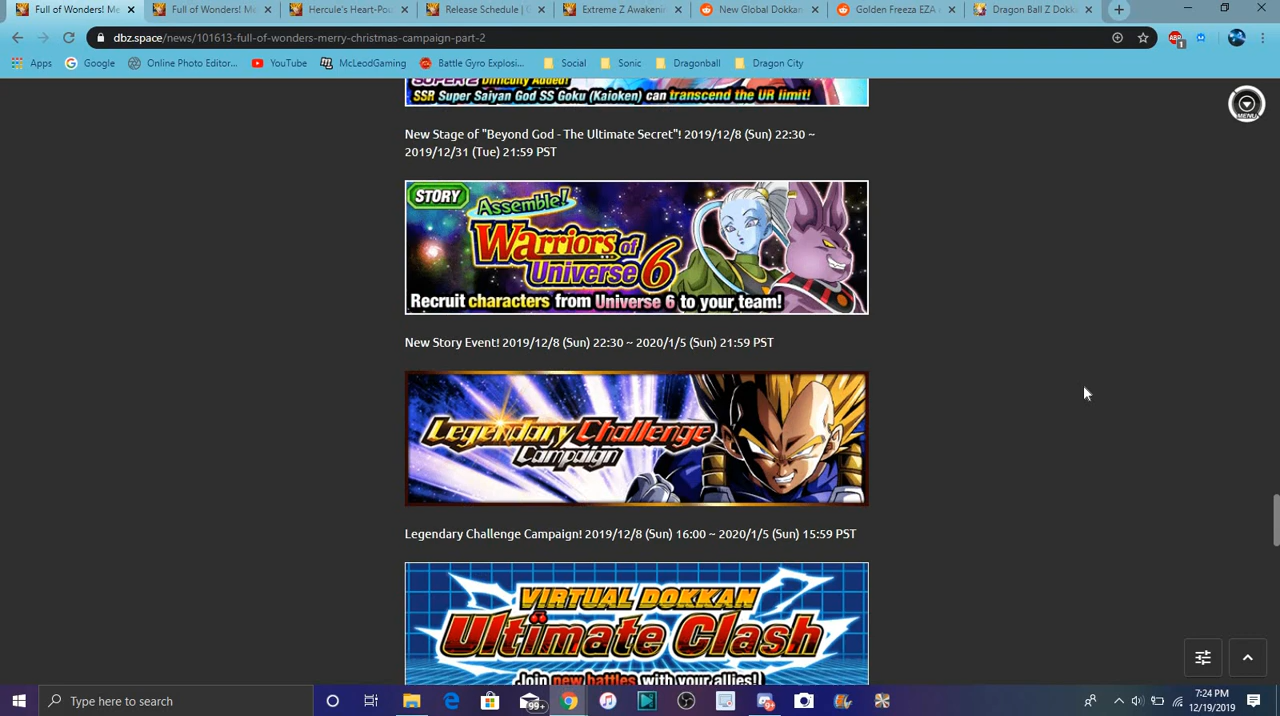 Full of Wonders! Me
Full of Wonders! Me
Hercule's Heart-Pou
Release Schedule | D
Extreme Z Awakenin
New Global Dokkan
Golden Freeza EZA
Dragon Ball Z Dokk
dbz.space/news/101613-full-of-wonders-merry-christmas-campaign-part-2
ABP
1
Apps
Google
Online Photo Editor...
YouTube
McLeodGaming
Battle Gyro Explosi...
Social
Sonic
Dragonball
Dragon City
SUPER 2 Difficulty Added!
SSR Super Saiyan God SS Goku (Kaioken) can transcend the UR limit!
MENU
New Stage of "Beyond God - The Ultimate Secret"! 2019/12/8 (Sun) 22:30 ~
2019/12/31 (Tue) 21:59 PST
STORY
Assemble!
Warriors of
Universe 6
Recruit characters from Universe 6 to your team!
New Story Event! 2019/12/8 (Sun) 22:30 ~ 2020/1/5 (Sun) 21:59 PST
Legendary Challenge
Campaign
Legendary Challenge Campaign! 2019/12/8 (Sun) 16:00 ~ 2020/1/5 (Sun) 15:59 PST
VIRTUAL DOKKAN
Ultimate Clash
Join new battles with your allies!
Type here to search
99+
9+
7:24 PM
12/19/2019